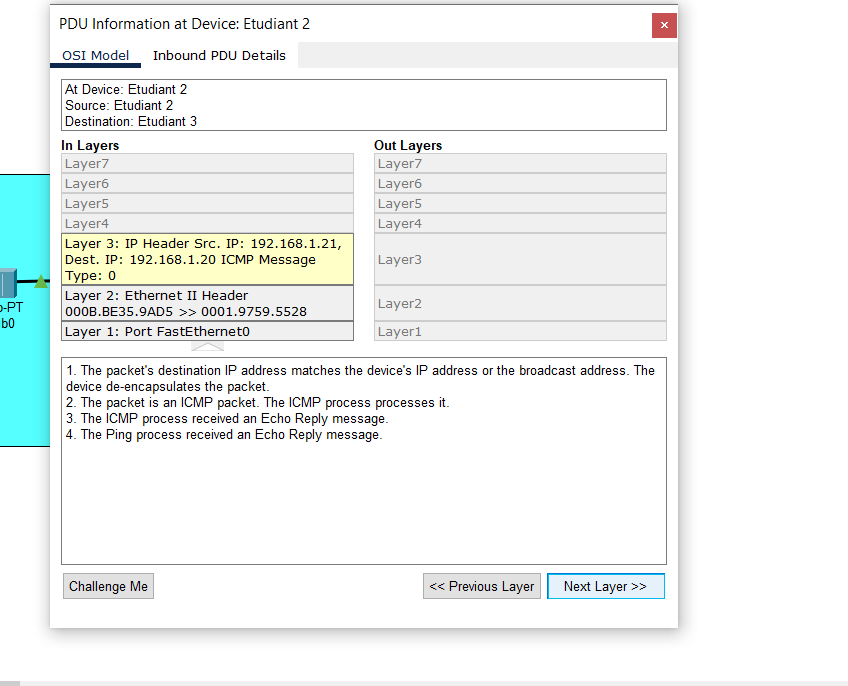 PDU Information at Device: Etudiant 2
×
OSI Model
Inbound PDU Details
At Device: Etudiant 2
Source: Etudiant 2
Destination: Etudiant 3
In Layers
Out Layers
Layer7
Layer7
Layer6
Layer6
Layer5
Layer5
Layer4
Layer4
Layer 3: IP Header Src. IP: 192.168.1.21,
Dest. IP: 192.168.1.20 ICMP Message
Type: 0
Layer3
Layer 2: Ethernet II Header
000B.BE35.9AD5 >> 0001.9759.5528
Layer2
Layer 1: Port FastEthernet0
Layer1
-PT
b0
1. The packet's destination IP address matches the device's IP address or the broadcast address. The
device de-encapsulates the packet.
2. The packet is an ICMP packet. The ICMP process processes it.
3. The ICMP process received an Echo Reply message.
4. The Ping process received an Echo Reply message.
Challenge Me
<< Previous Layer
Next Layer >>